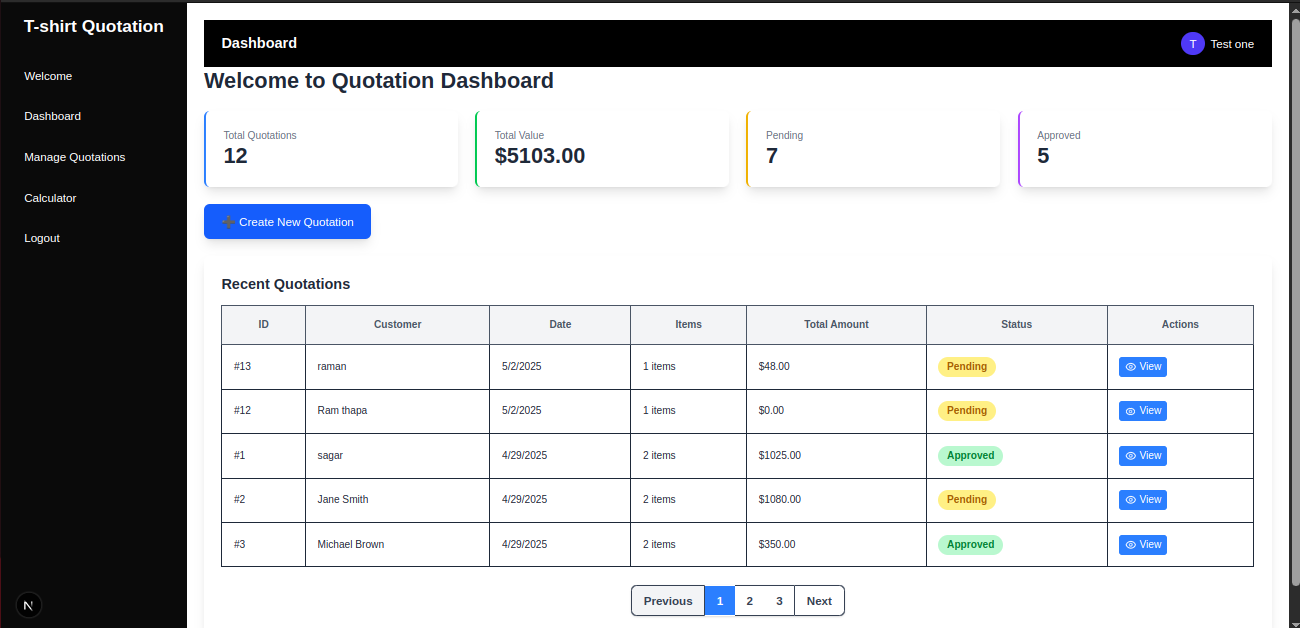 T-shirt Quotation
Welcome
Dashboard
Manage Quotations
Calculator
Logout
N
Dashboard
T Test one
Welcome to Quotation Dashboard
Total Quotations
12
Total Value
$5103.00
Pending
7
Approved
5
➕ Create New Quotation
Recent Quotations
ID Customer Date Items Total Amount Status Actions
#13 raman 5/2/2025 1 items $48.00 Pending View
#12 Ram thapa 5/2/2025 1 items $0.00 Pending View
#1 sagar 4/29/2025 2 items $1025.00 Approved View
#2 Jane Smith 4/29/2025 2 items $1080.00 Pending View
#3 Michael Brown 4/29/2025 2 items $350.00 Approved View
Previous 1 2 3 Next